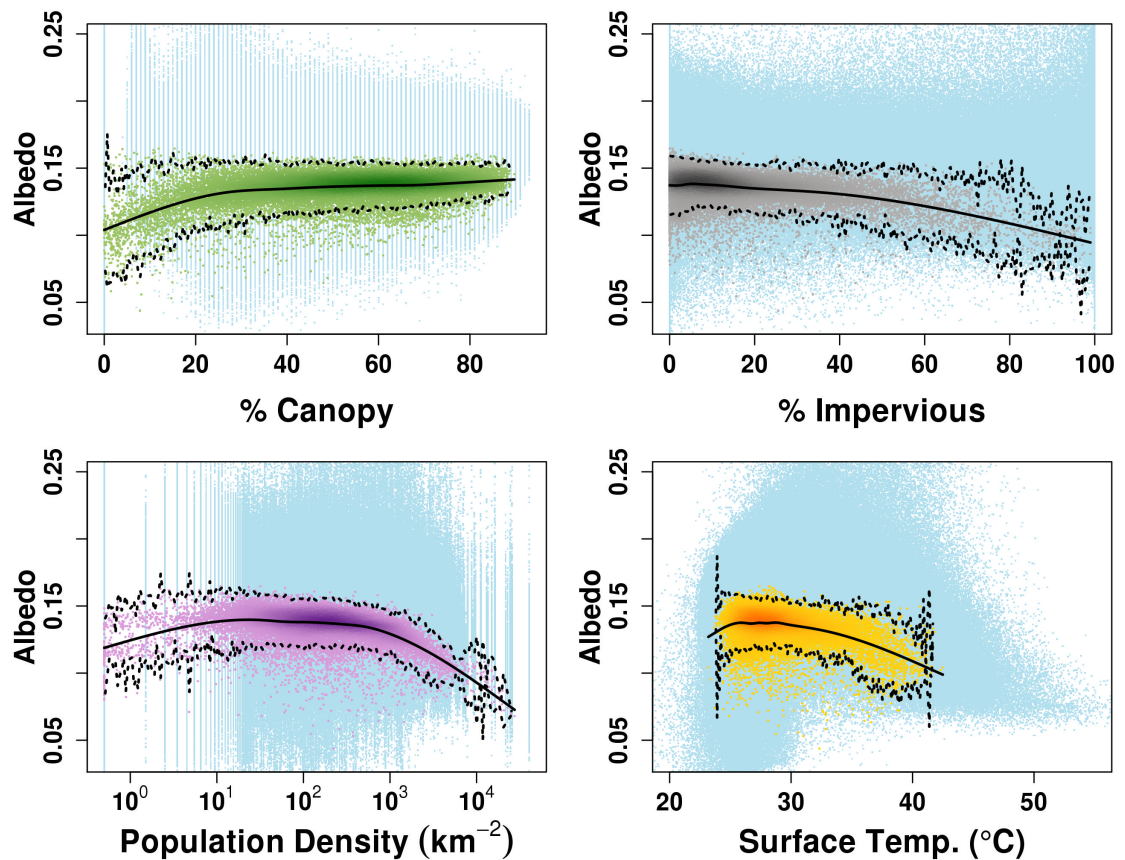 0.25
0.15
0.05
Albedo
0 20 40 60 80
% Canopy
0.25
0.15
0.05
Albedo
0 20 40 60 80 100
% Impervious
0.25
0.15
0.05
Albedo
10⁰ 10¹ 10² 10³ 10⁴
Population Density (km⁻²)
0.25
0.15
0.05
Albedo
20 30 40 50
Surface Temp. (°C)